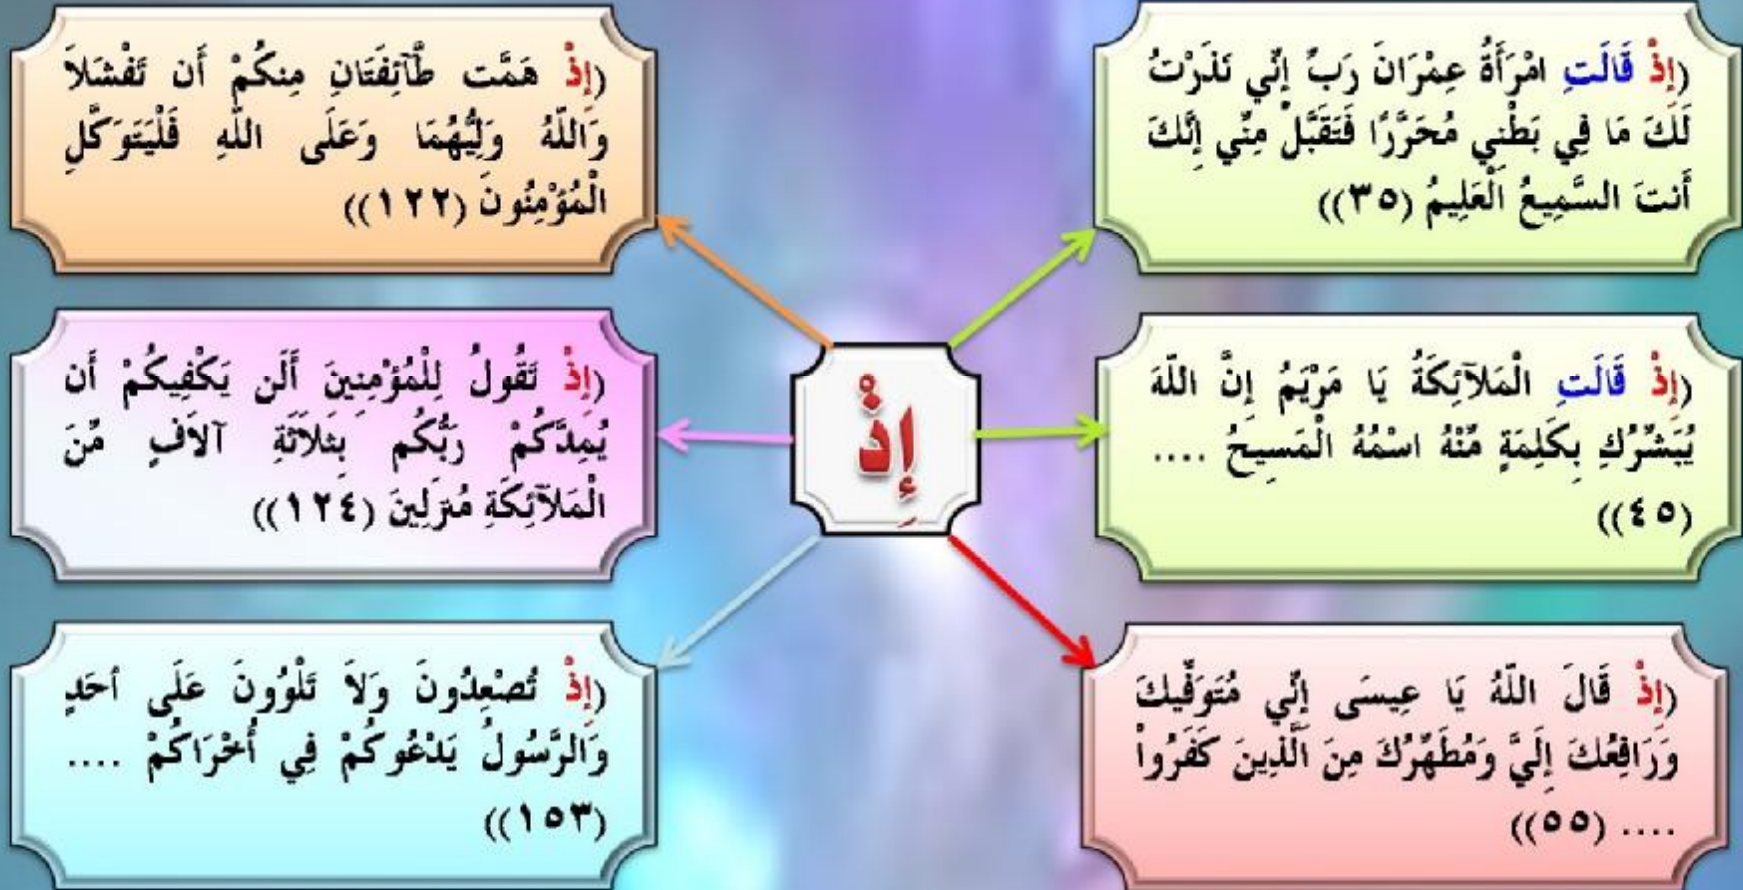 (إِذْ قَالَتِ امْرَأَةُ عِمْرَانَ رَبِّ إِنِّي نَذَرْتُ
لَكَ مَا فِي بَطْنِي مُحَرَّرًا فَتَقَبَّلْ مِنِّي إِنَّكَ
أَنتَ السَّمِيعُ الْعَلِيمُ (٣٥))
(إِذْ قَالَتِ الْمَلآئِكَةُ يَا مَرْيَمُ إِنَّ اللّهَ
يُبَشِّرُكِ بِكَلِمَةٍ مِّنْهُ اسْمُهُ الْمَسِيحُ ....
(٤٥))
(إِذْ قَالَ اللّهُ يَا عِيسَى إِنِّي مُتَوَفِّيكَ
وَرَافِعُكَ إِلَيَّ وَمُطَهِّرُكَ مِنَ الَّذِينَ كَفَرُواْ
.... (٥٥))
إِذْ
(إِذْ هَمَّت طَّآئِفَتَانِ مِنكُمْ أَن تَفْشَلاَ
وَاللّهُ وَلِيُّهُمَا وَعَلَى اللّهِ فَلْيَتَوَكَّلِ
الْمُؤْمِنُونَ (١٢٢))
(إِذْ تَقُولُ لِلْمُؤْمِنِينَ أَلَن يَكْفِيكُمْ أَن
يُمِدَّكُمْ رَبُّكُم بِثَلاَثَةِ آلاَفٍ مِّنَ
الْمَلآئِكَةِ مُنزَلِينَ (١٢٤))
(إِذْ تُصْعِدُونَ وَلاَ تَلْوُونَ عَلَى أحَدٍ
وَالرَّسُولُ يَدْعُوكُمْ فِي أُخْرَاكُمْ ....
(١٥٣))